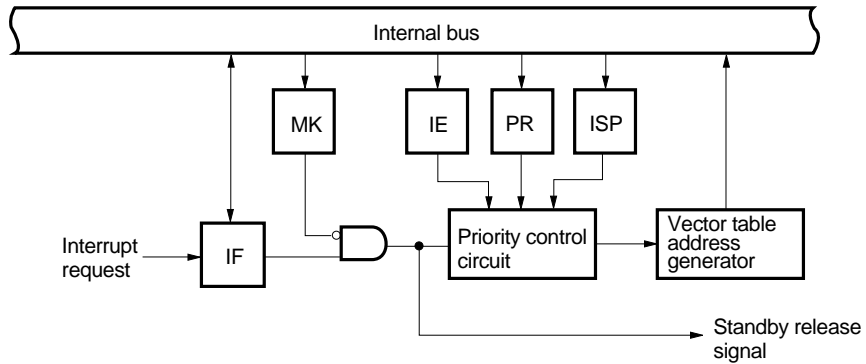 Internal bus
MK
IE
PR
ISP
Interrupt
request
IF
Priority control
circuit
Vector table
address
generator
Standby release
signal